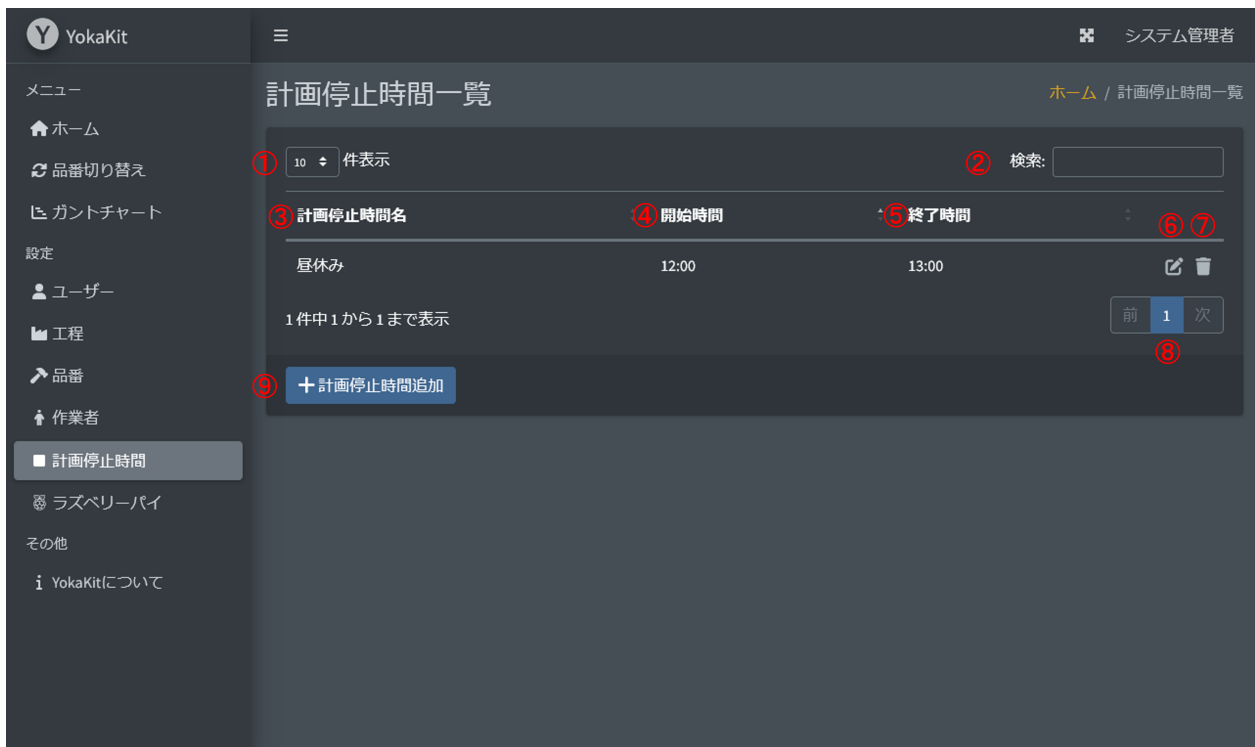 Y YokaKit
システム管理者
メニュー
ホーム
品番切り替え
ガントチャート
設定
ユーザー
工程
品番
作業者
計画停止時間
ラズベリーパイ
その他
i YokaKitについて
計画停止時間一覧
ホーム / 計画停止時間一覧
① 10 件表示
② 検索:
③ 計画停止時間名 ④ 開始時間 ⑤ 終了時間 ⑥ ⑦
昼休み 12:00 13:00
1 件中 1 から 1 まで表示
前 1 次
⑧
⑨ +計画停止時間追加